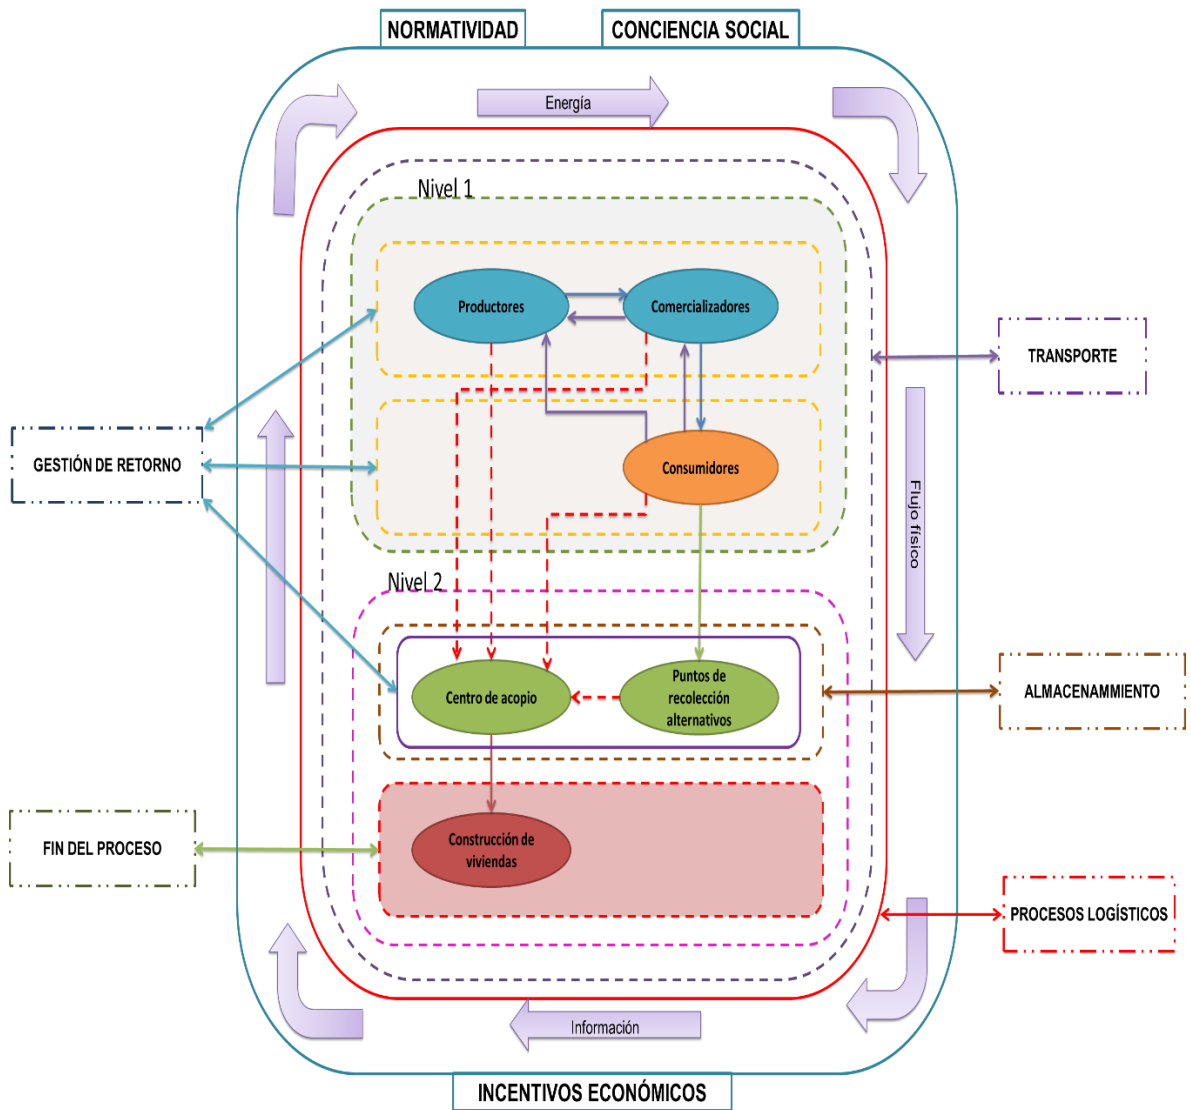 NORMATIVIDAD
CONCIENCIA SOCIAL
Energía
Nivel 1
Productores
Comercializadores
TRANSPORTE
GESTIÓN DE RETORNO
Consumidores
Flujo físico
Nivel 2
Centro de acopio
Puntos de
recolección
alternativos
ALMACENAMMIENTO
FIN DEL PROCESO
Construcción de
viviendas
PROCESOS LOGÍSTICOS
Información
INCENTIVOS ECONÓMICOS